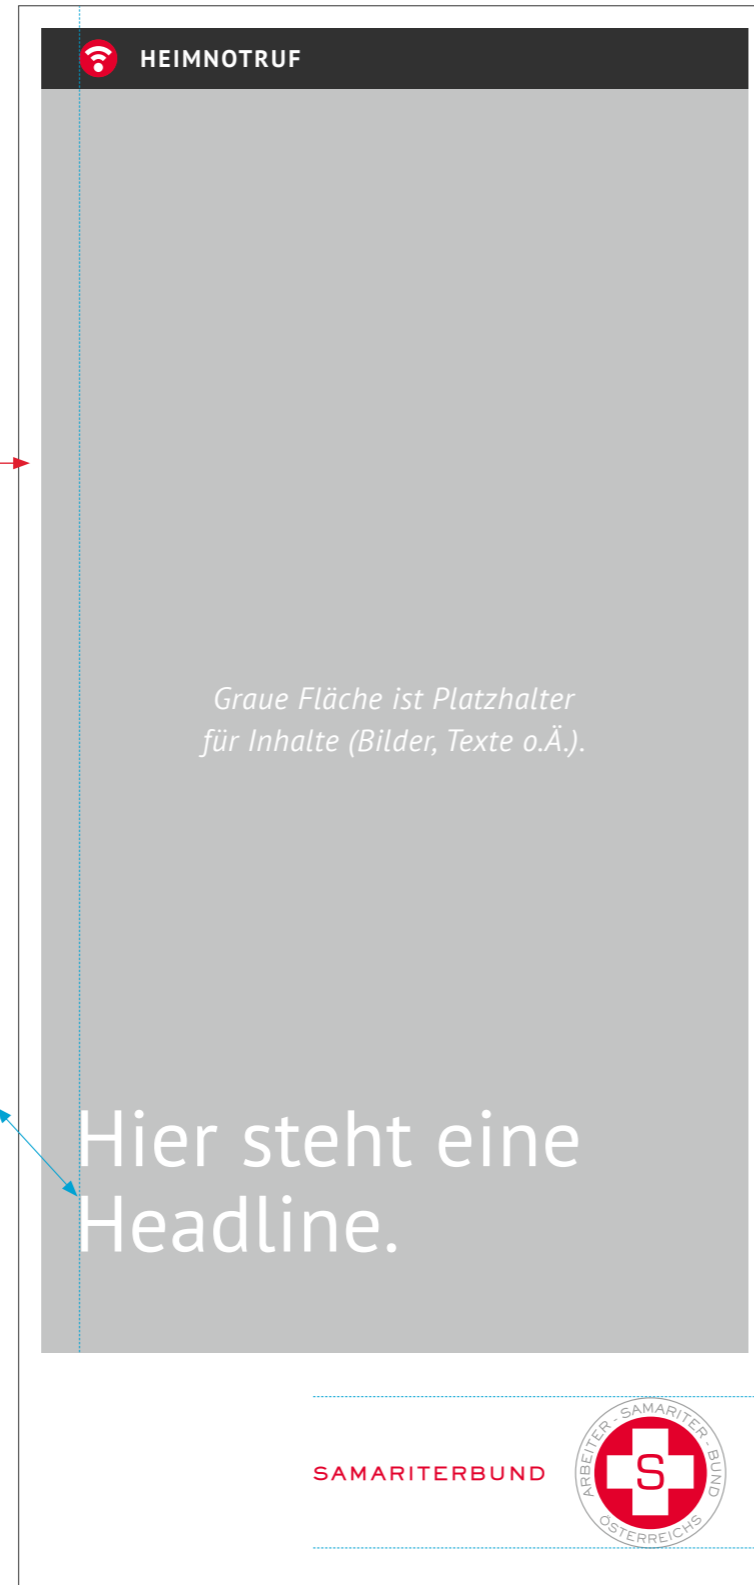 HEIMNOTRUF
Graue Fläche ist Platzhalter
für Inhalte (Bilder, Texte o.Ä.).
Hier steht eine
Headline.
SAMARITERBUND
ARBEITER - SAMARITER - BUND
S
ÖSTERREICHS